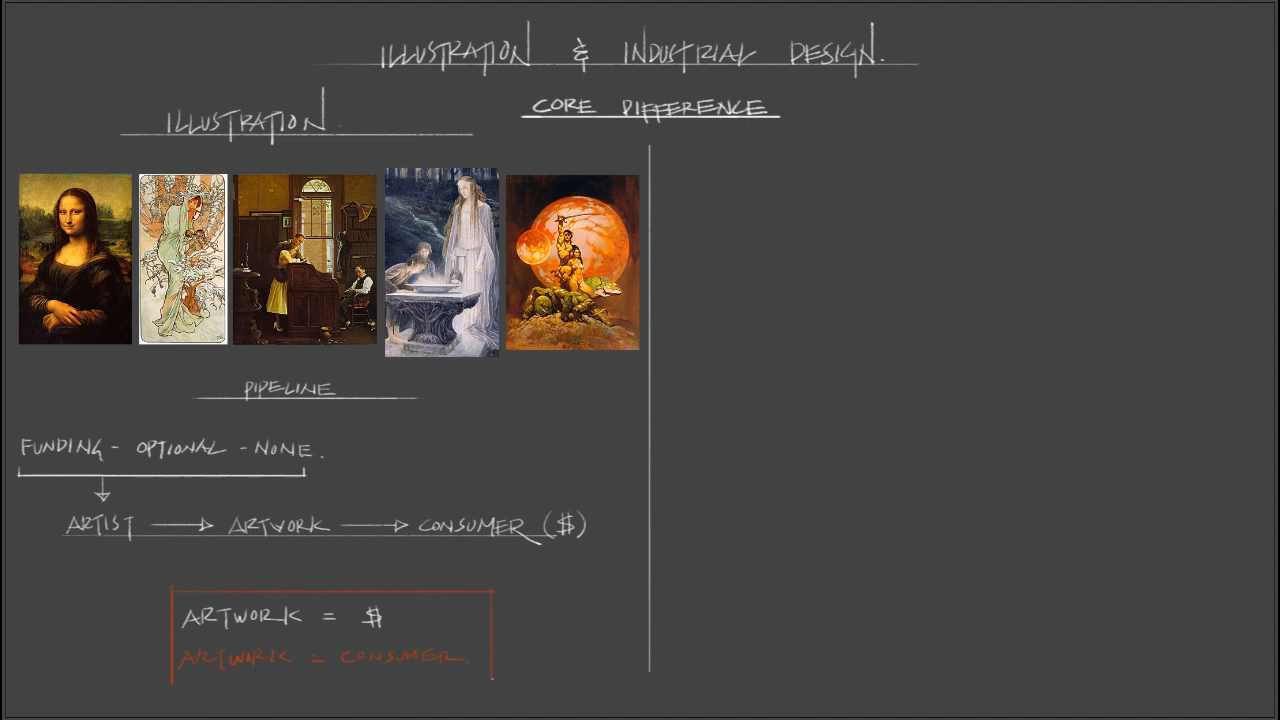 ILLUSTRATION & INDUSTRIAL DESIGN.
CORE DIFFERENCE
ILLUSTRATION.
PIPELINE
FUNDING - OPTIONAL - NONE.
ARTIST → ARTWORK → CONSUMER ($)
ARTWORK = $
ARTWORK = CONSUMER.